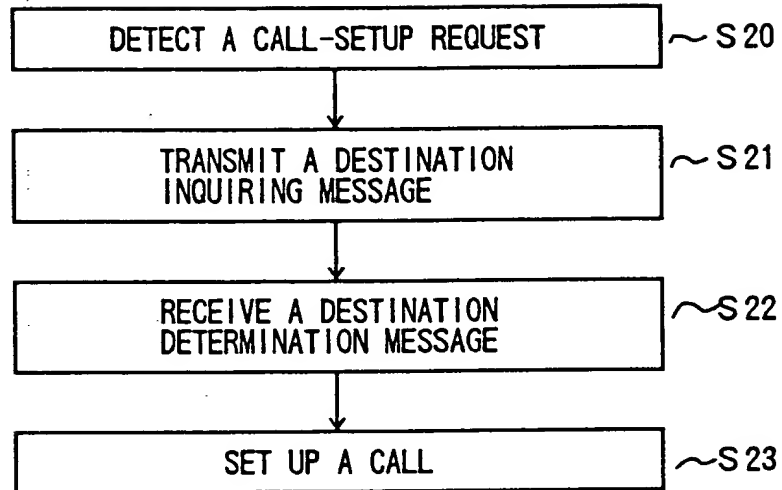 DETECT A CALL-SETUP REQUEST ~ S20
TRANSMIT A DESTINATION ~ S21
INQUIRING MESSAGE
RECEIVE A DESTINATION ~ S22
DETERMINATION MESSAGE
SET UP A CALL ~ S23